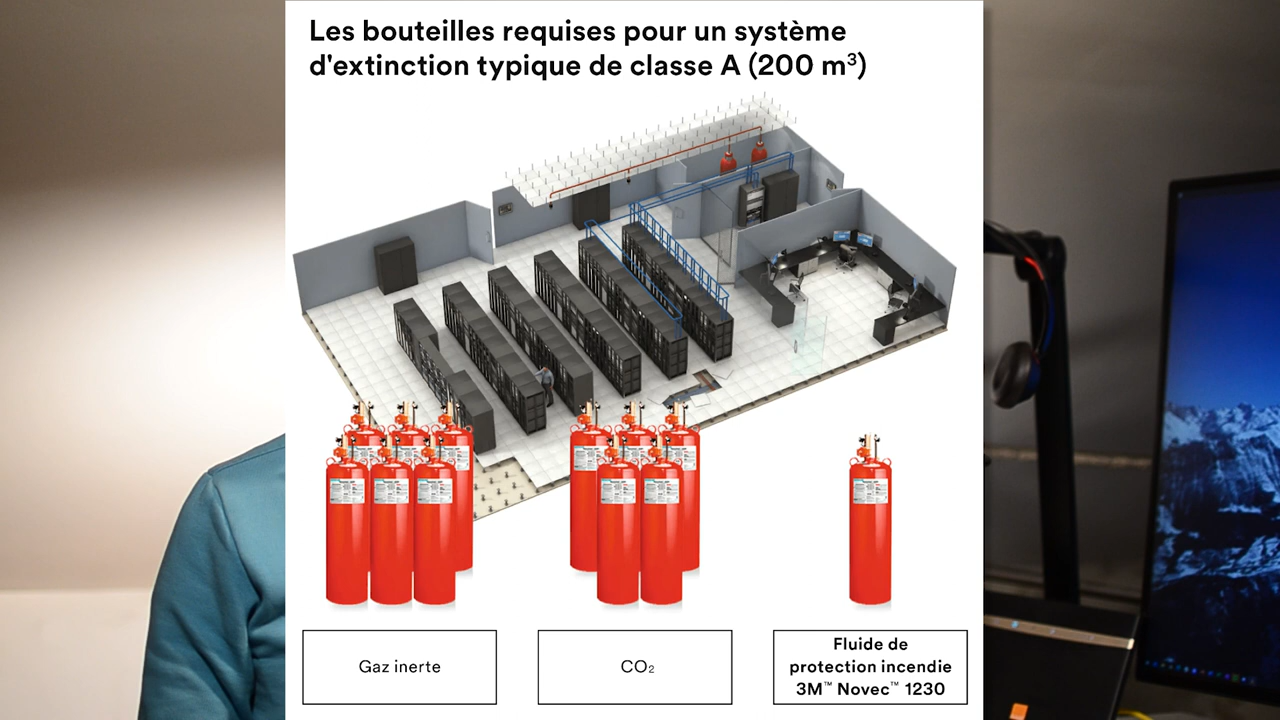 Les bouteilles requises pour un système
d'extinction typique de classe A (200 m³)
Gaz inerte
CO₂
Fluide de
protection incendie
3M™ Novec™ 1230